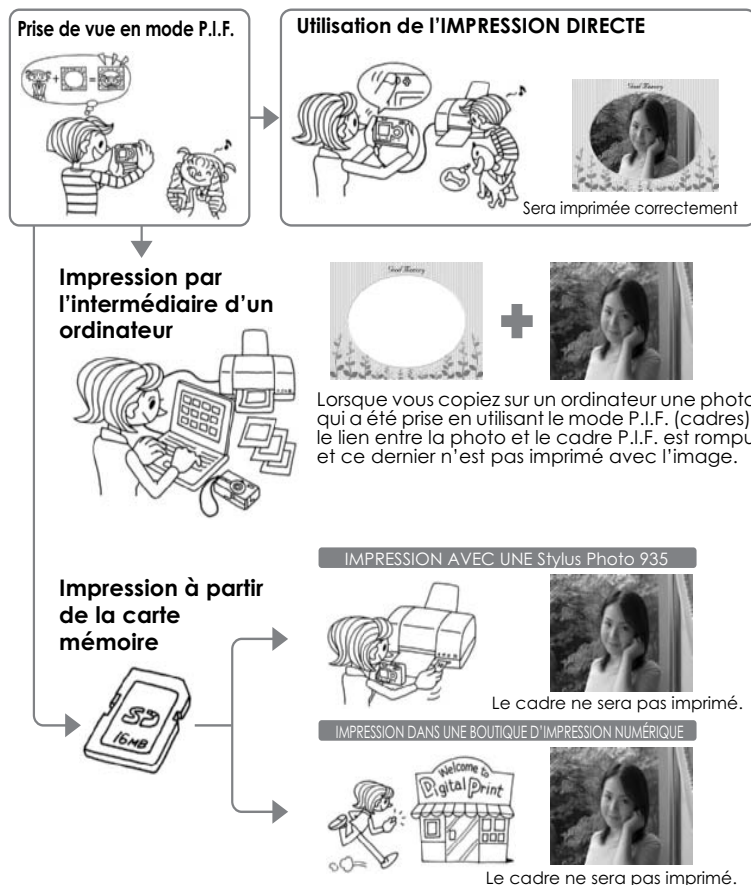 Prise de vue en mode P.I.F.
Utilisation de l'IMPRESSION DIRECTE
Good Memory
Sera imprimée correctement
Impression par
l'intermédiaire d'un
ordinateur
Good Memory
Lorsque vous copiez sur un ordinateur une photo
qui a été prise en utilisant le mode P.I.F. (cadres)
le lien entre la photo et le cadre P.I.F. est rompu
et ce dernier n'est pas imprimé avec l'image.
Impression à partir
de la carte
mémoire
SD
16MB
IMPRESSION AVEC UNE Stylus Photo 935
Le cadre ne sera pas imprimé.
IMPRESSION DANS UNE BOUTIQUE D'IMPRESSION NUMÉRIQUE
Welcome to
Digital Print
Le cadre ne sera pas imprimé.